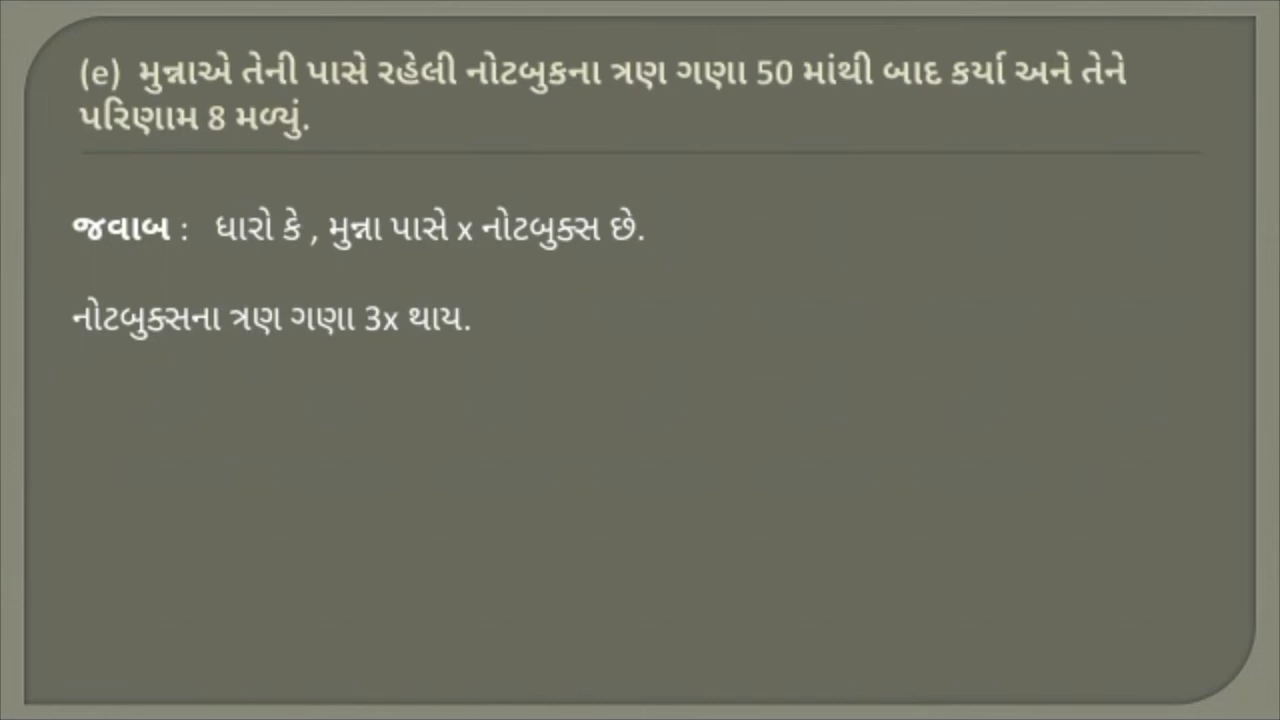 (e) મુન્નાએ તેની પાસે રહેલી નોટબુકના ત્રણ ગણા 50 માંથી બાદ કર્યા અને તેને
પરિણામ 8 મળ્યું.
જવાબ : ધારો કે , મુન્ના પાસે x નોટબુક્સ છે.
નોટબુક્સના ત્રણ ગણા 3x થાય.